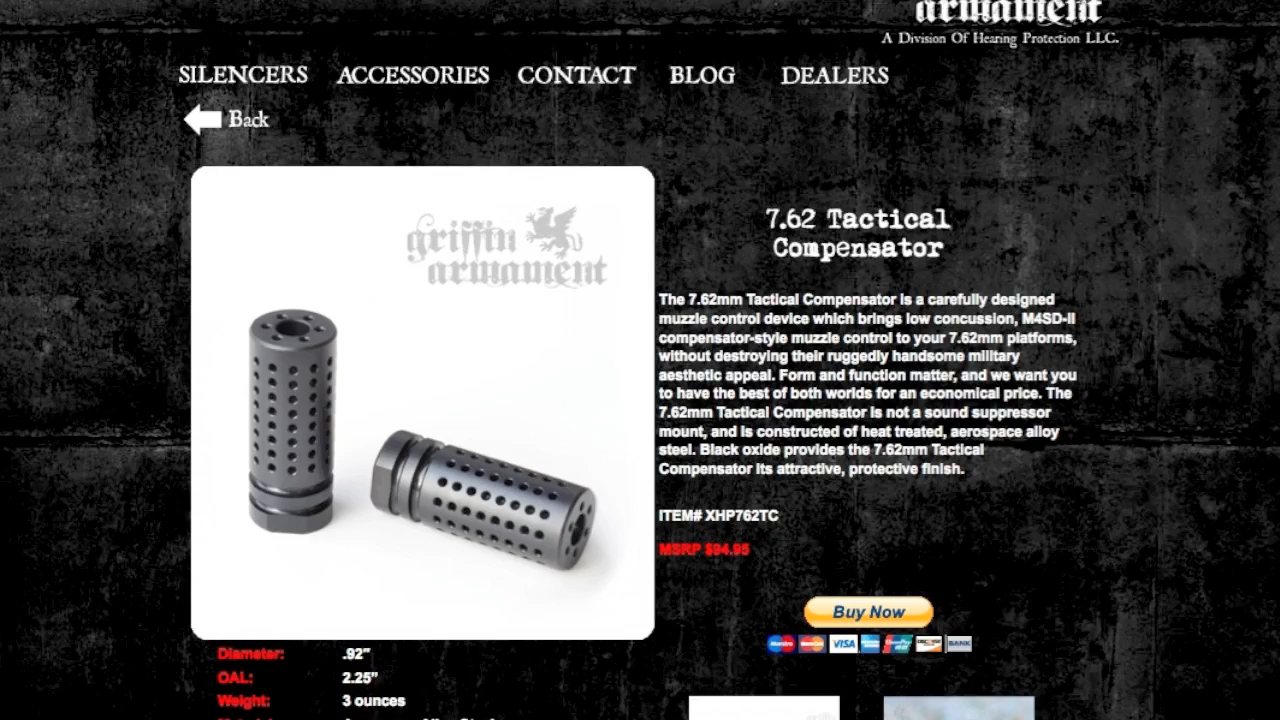 armament
A Division Of Hearing Protection LLC.
SILENCERS ACCESSORIES CONTACT BLOG DEALERS
Back
griffin
armament
7.62 Tactical
Compensator
The 7.62mm Tactical Compensator is a carefully designed
muzzle control device which brings low concussion, M4SD-II
compensator-style muzzle control to your 7.62mm platforms,
without destroying their ruggedly handsome military
aesthetic appeal. Form and function matter, and we want you
to have the best of both worlds for an economical price. The
7.62mm Tactical Compensator is not a sound suppressor
mount, and is constructed of heat treated, aerospace alloy
steel. Black oxide provides the 7.62mm Tactical
Compensator its attractive, protective finish.
ITEM# XHP762TC
MSRP $94.95
Buy Now
Maestro MasterCard VISA DISCOVER BANK
Diameter: .92"
OAL: 2.25"
Weight: 3 ounces